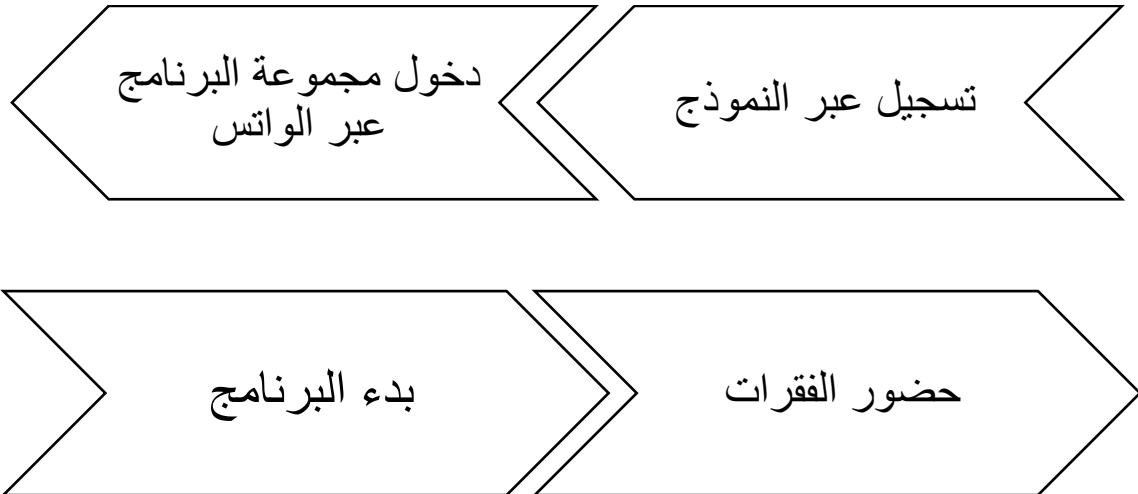 تسجيل عبر النموذج
دخول مجموعة البرنامج
عبر الواتس
بدء البرنامج
حضور الفقرات